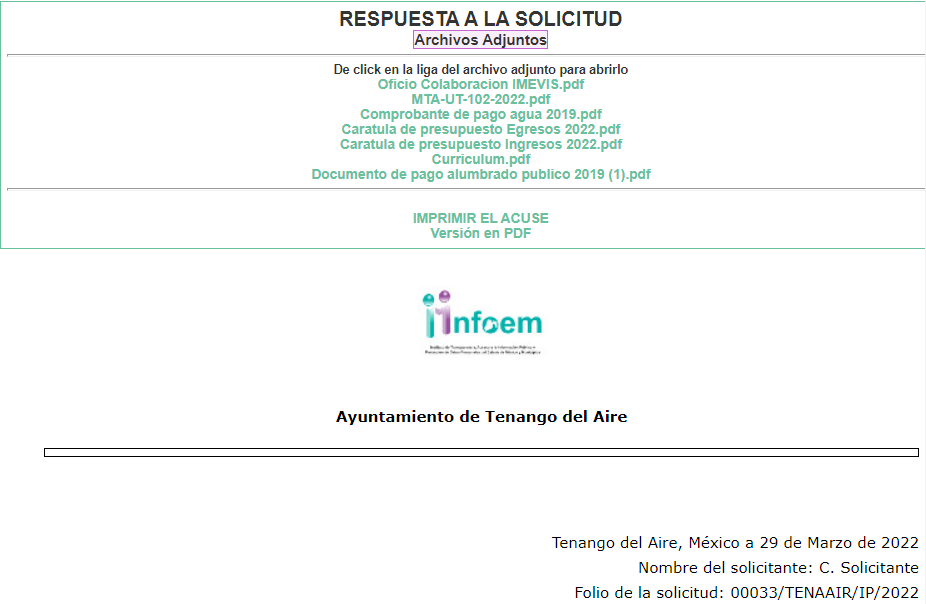 RESPUESTA A LA SOLICITUD
Archivos Adjuntos
De click en la liga del archivo adjunto para abrirlo
Oficio Colaboracion IMEVIS.pdf
MTA-UT-102-2022.pdf
Comprobante de pago agua 2019.pdf
Caratula de presupuesto Egresos 2022.pdf
Caratula de presupuesto Ingresos 2022.pdf
Curriculum.pdf
Documento de pago alumbrado publico 2019 (1).pdf
IMPRIMIR EL ACUSE
Versión en PDF
infoem
Ayuntamiento de Tenango del Aire
Tenango del Aire, México a 29 de Marzo de 2022
Nombre del solicitante: C. Solicitante
Folio de la solicitud: 00033/TENAAIR/IP/2022